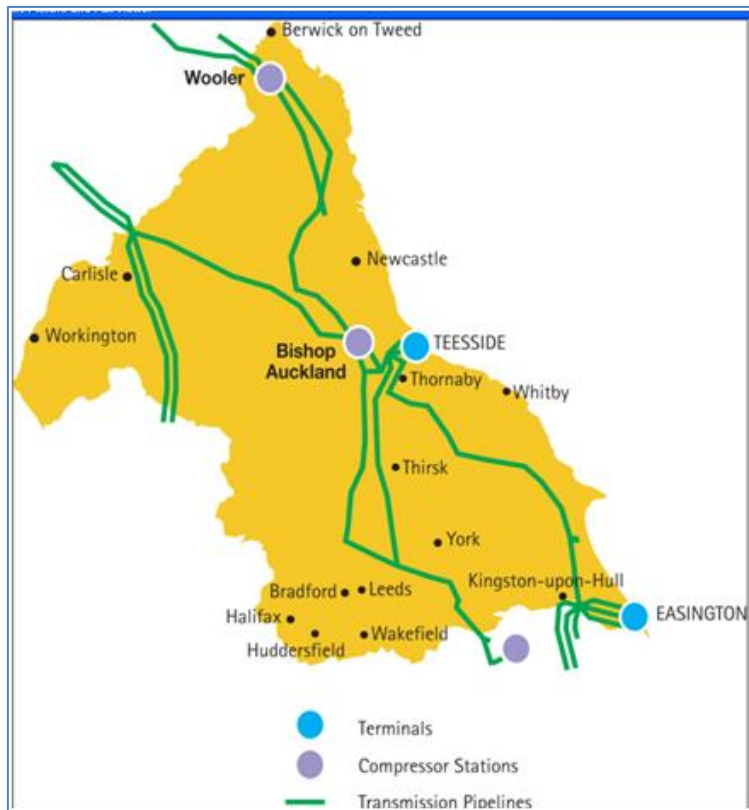 Berwick on Tweed
Wooler
Newcastle
Carlisle
Workington
Bishop
Auckland
TEESSIDE
Thornaby
Whitby
Thirsk
York
Kingston-upon-Hull
Bradford
Leeds
Halifax
EASINGTON
Wakefield
Huddersfield
Terminals
Compressor Stations
Transmission Pipelines